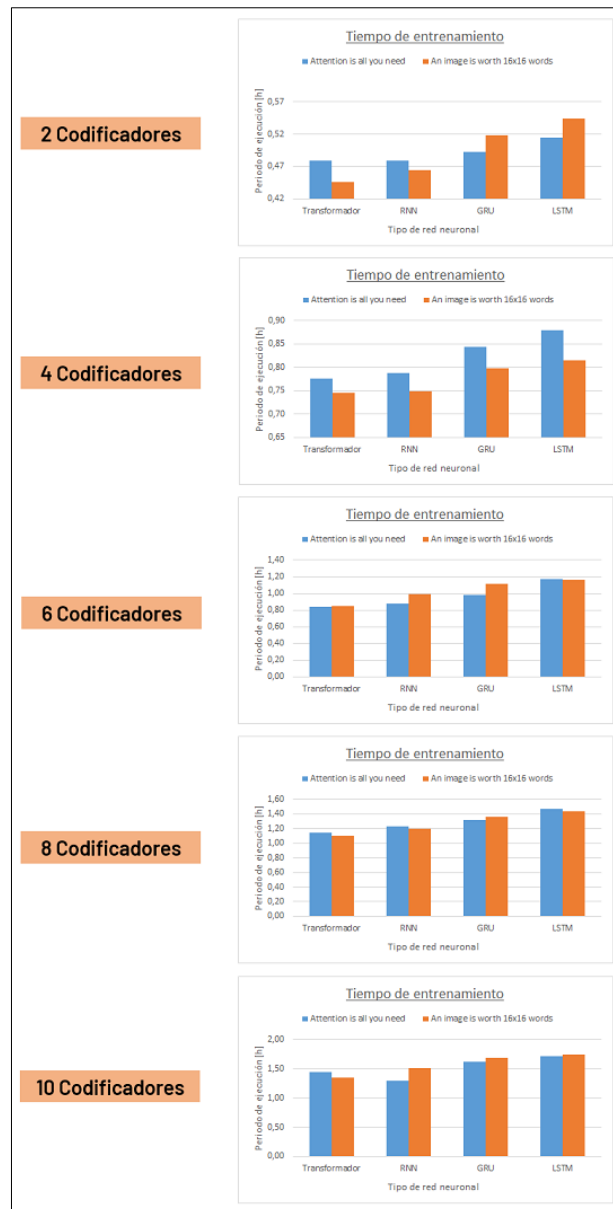 2 Codificadores
Tiempo de entrenamiento
Attention is all you need An image is worth 16x16 words
Periodo de ejecución [h]
0,57
0,52
0,47
0,42
Transformador RNN GRU LSTM
Tipo de red neuronal
4 Codificadores
Tiempo de entrenamiento
Attention is all you need An image is worth 16x16 words
Periodo de ejecución [h]
0,90
0,85
0,80
0,75
0,70
0,65
Transformador RNN GRU LSTM
Tipo de red neuronal
6 Codificadores
Tiempo de entrenamiento
Attention is all you need An image is worth 16x16 words
Periodo de ejecución [h]
1,40
1,20
1,00
0,80
0,60
0,40
0,20
0,00
Transformador RNN GRU LSTM
Tipo de red neuronal
8 Codificadores
Tiempo de entrenamiento
Attention is all you need An image is worth 16x16 words
Periodo de ejecución [h]
1,60
1,40
1,20
1,00
0,80
0,60
0,40
0,20
0,00
Transformador RNN GRU LSTM
Tipo de red neuronal
10 Codificadores
Tiempo de entrenamiento
Attention is all you need An image is worth 16x16 words
Periodo de ejecución [h]
2,00
1,50
1,00
0,50
0,00
Transformador RNN GRU LSTM
Tipo de red neuronal